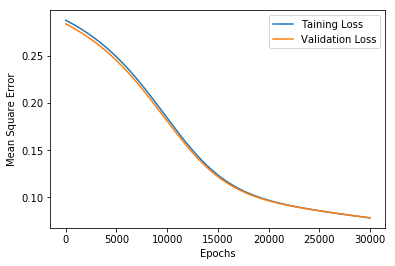 Taining Loss
Validation Loss
Mean Square Error
0.25
0.20
0.15
0.10
0 5000 10000 15000 20000 25000 30000
Epochs